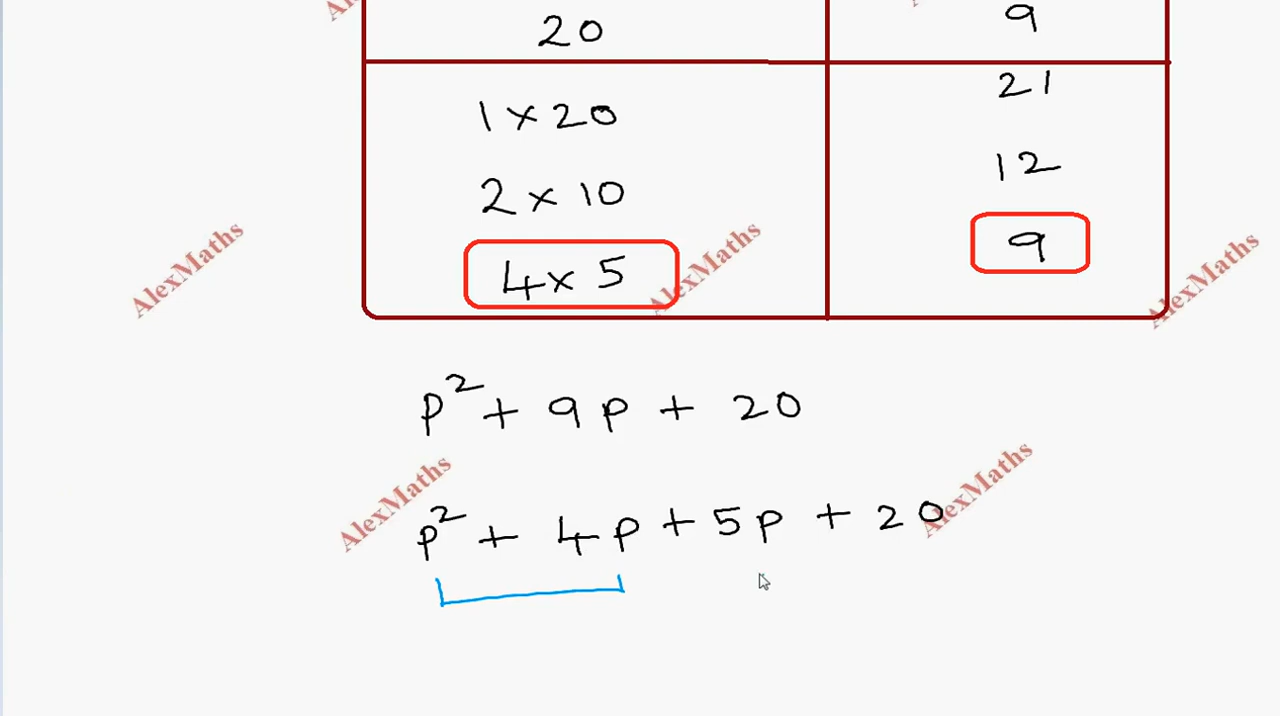 Alex
20 9
1 × 20 21
2 × 10 12
AlexMaths 4 × 5 AlexMaths 9 AlexMaths
p² + 9p + 20
AlexMaths AlexMaths
p² + 4p + 5p + 20